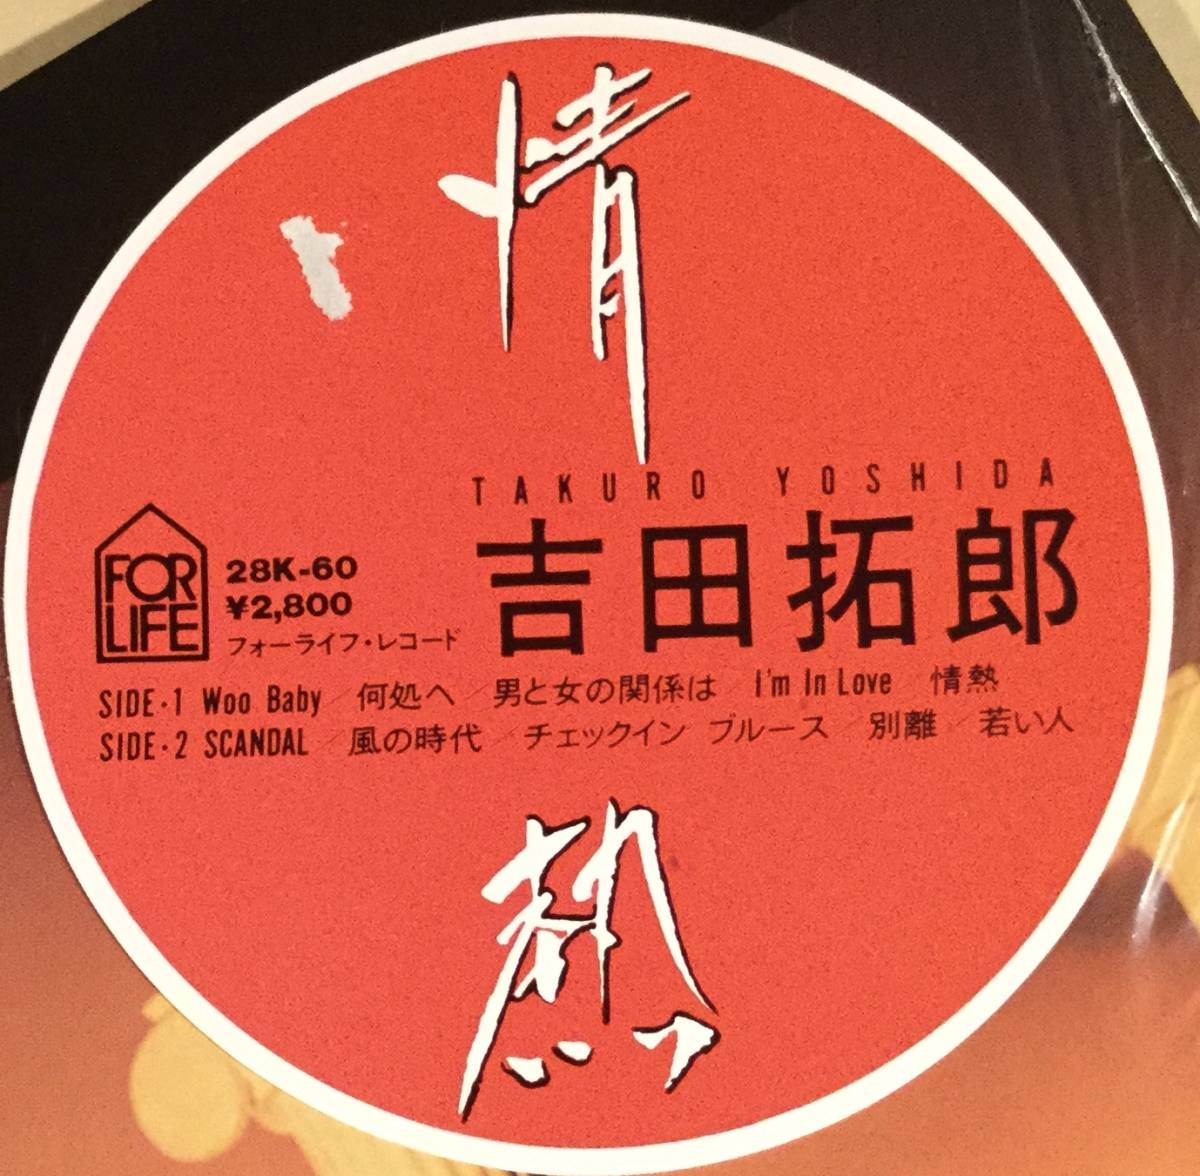 情
TAKURO YOSHIDA
吉田拓郎
FOR
LIFE
28K-60
¥2,800
フォーライフ・レコード
SIDE・1 Woo Baby／何処へ／男と女の関係は／I'm In Love／情熱
SIDE・2 SCANDAL／風の時代／チェックイン ブルース／別離／若い人
熱